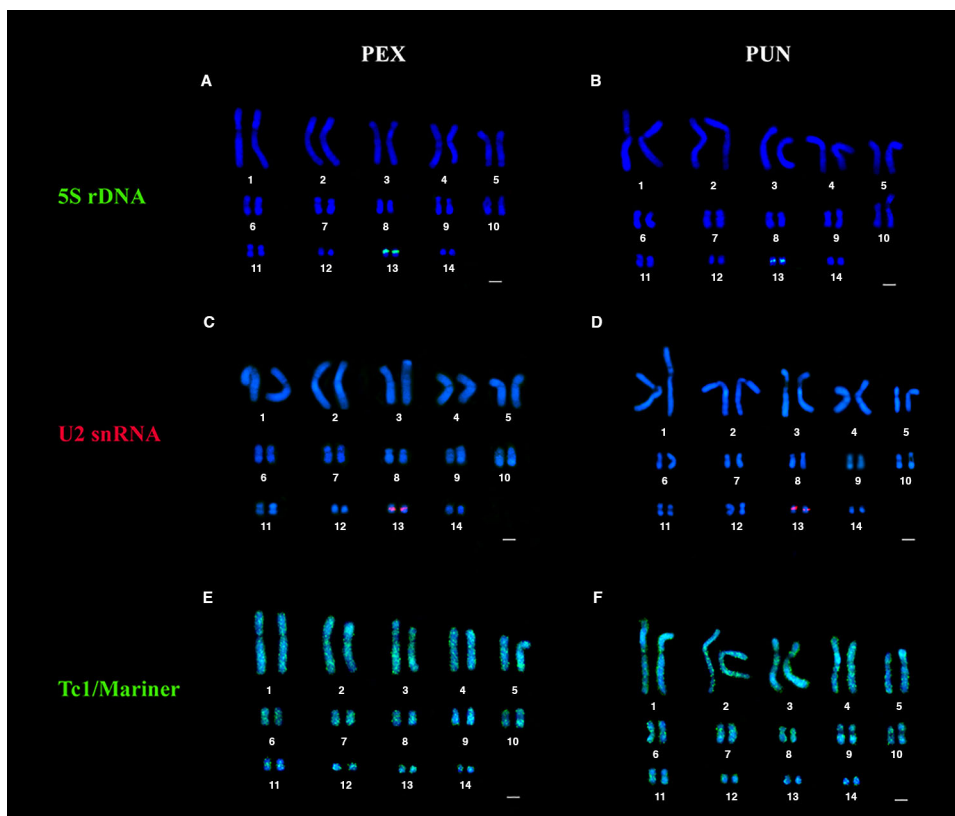 PEX PUN
A B
1 2 3 4 5 1 2 3 4 5
5S rDNA
6 7 8 9 10 6 7 8 9 10
11 12 13 14 11 12 13 14
C D
1 2 3 4 5 1 2 3 4 5
U2 snRNA
6 7 8 9 10 6 7 8 9 10
11 12 13 14 11 12 13 14
E F
1 2 3 4 5 1 2 3 4 5
Tc1/Mariner
6 7 8 9 10 6 7 8 9 10
11 12 13 14 11 12 13 14